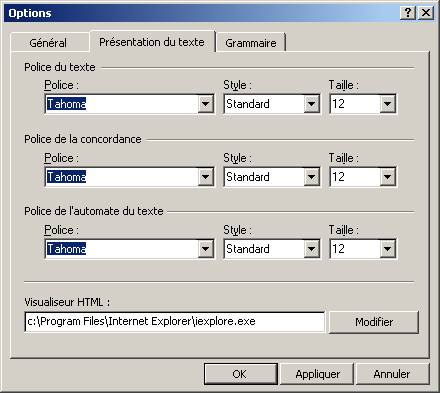 Options
Général Présentation du texte Grammaire
Police du texte
Police : Style : Taille :
Tahoma Standard 12
Police de la concordance
Police : Style : Taille :
Tahoma Standard 12
Police de l'automate du texte
Police : Style : Taille :
Tahoma Standard 12
Visualiseur HTML :
c:\Program Files\Internet Explorer\iexplore.exe Modifier
OK Appliquer Annuler